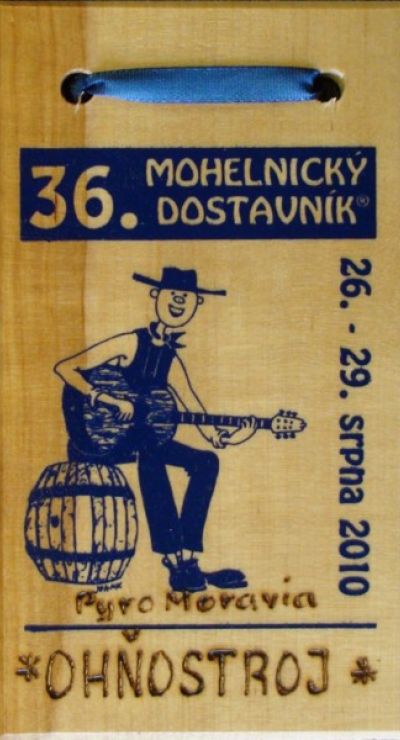 36. MOHELNICKÝ
DOSTAVNÍK®
26. - 29. srpna 2010
Pyro Moravia
*OHŇOSTROJ *